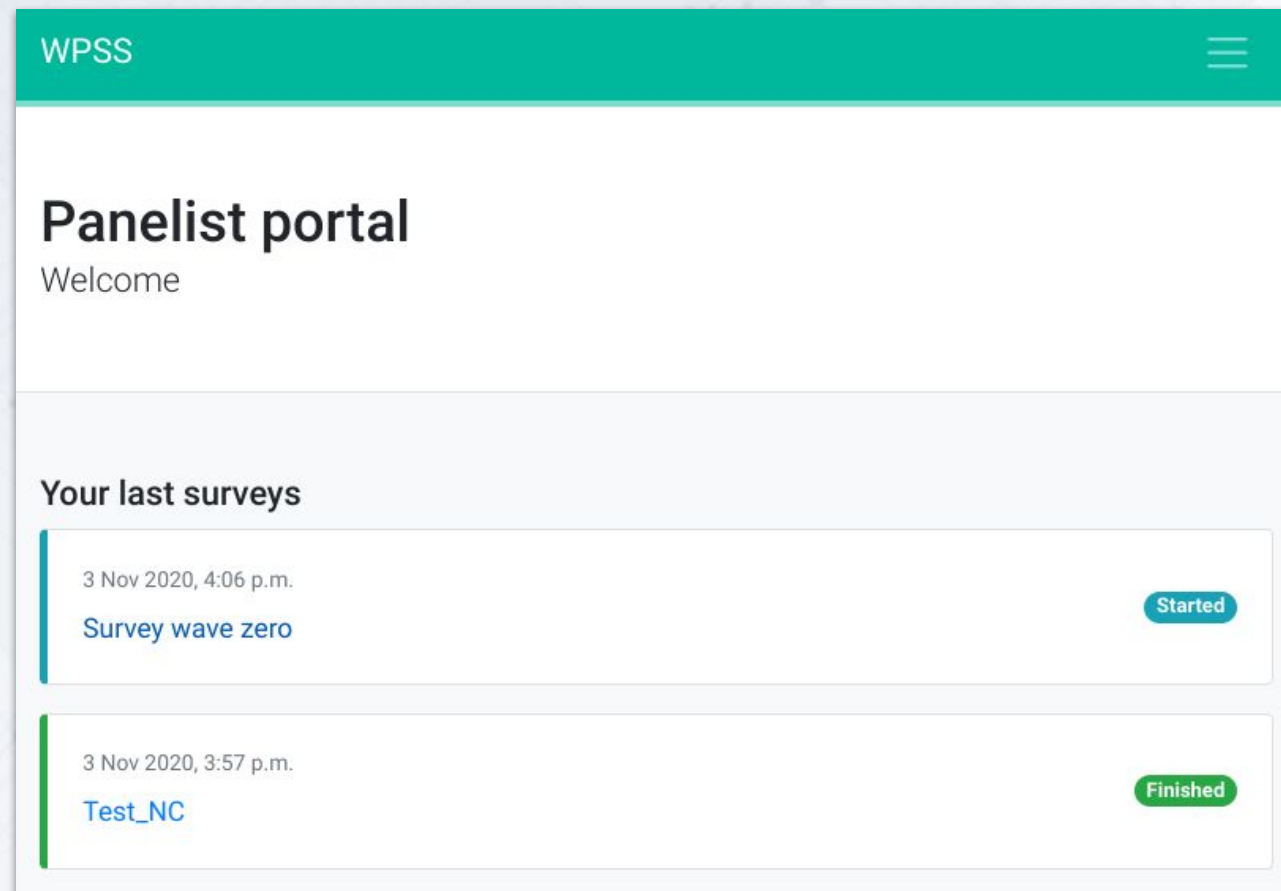 WPSS
Panelist portal
Welcome
Your last surveys
3 Nov 2020, 4:06 p.m.
Survey wave zero
Started
3 Nov 2020, 3:57 p.m.
Test_NC
Finished